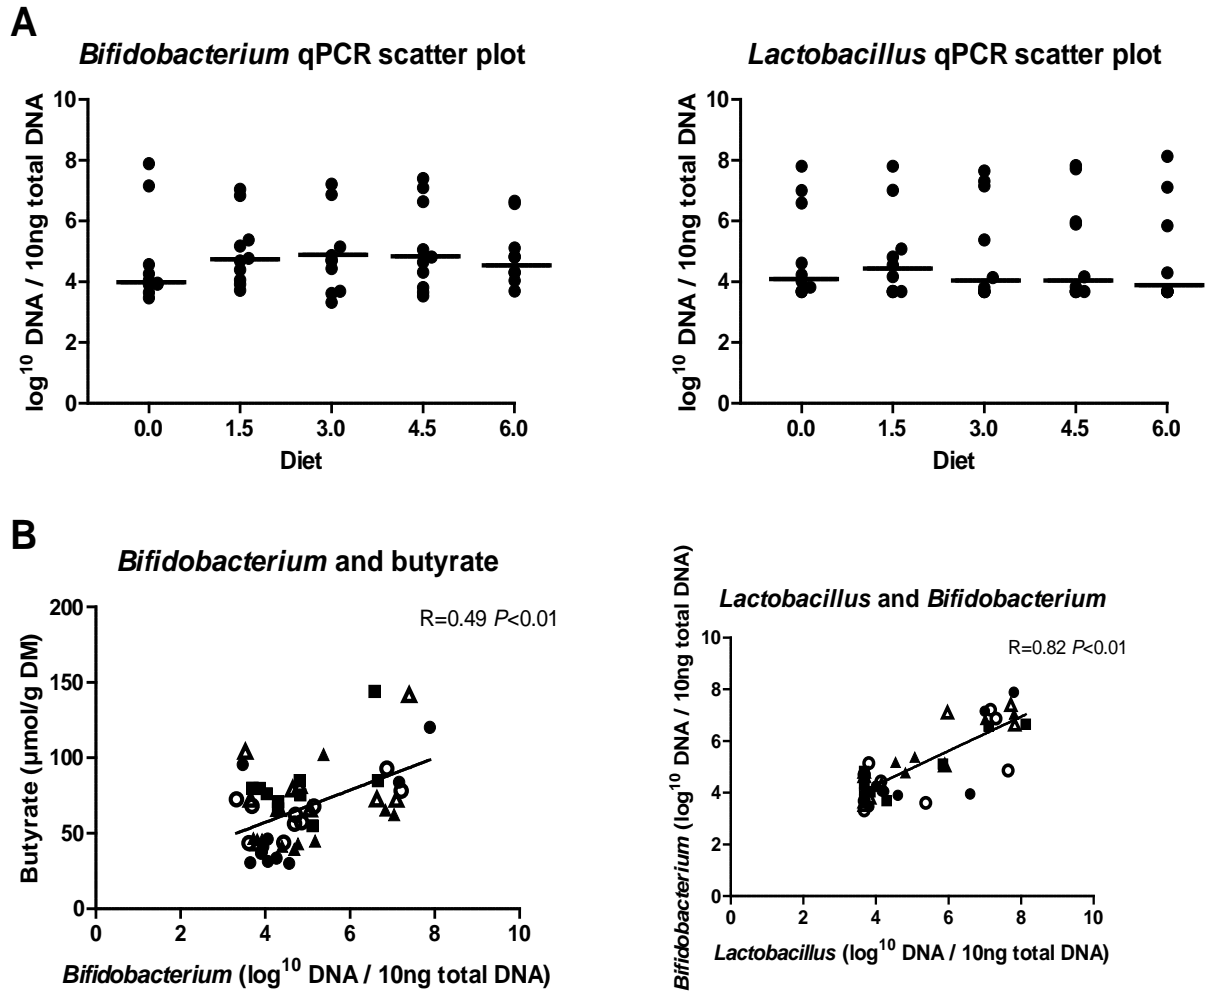 A
Bifidobacterium qPCR scatter plot
log10 DNA / 10ng total DNA
10
8
6
4
2
0
0.0 1.5 3.0 4.5 6.0
Diet
Lactobacillus qPCR scatter plot
log10 DNA / 10ng total DNA
10
8
6
4
2
0
0.0 1.5 3.0 4.5 6.0
Diet
B
Bifidobacterium and butyrate
R=0.49 P<0.01
Butyrate (µmol/g DM)
200
150
100
50
0
0 2 4 6 8 10
Bifidobacterium (log10 DNA / 10ng total DNA)
Lactobacillus and Bifidobacterium
R=0.82 P<0.01
Bifidobacterium (log10 DNA / 10ng total DNA)
10
8
6
4
2
0
0 2 4 6 8 10
Lactobacillus (log10 DNA / 10ng total DNA)